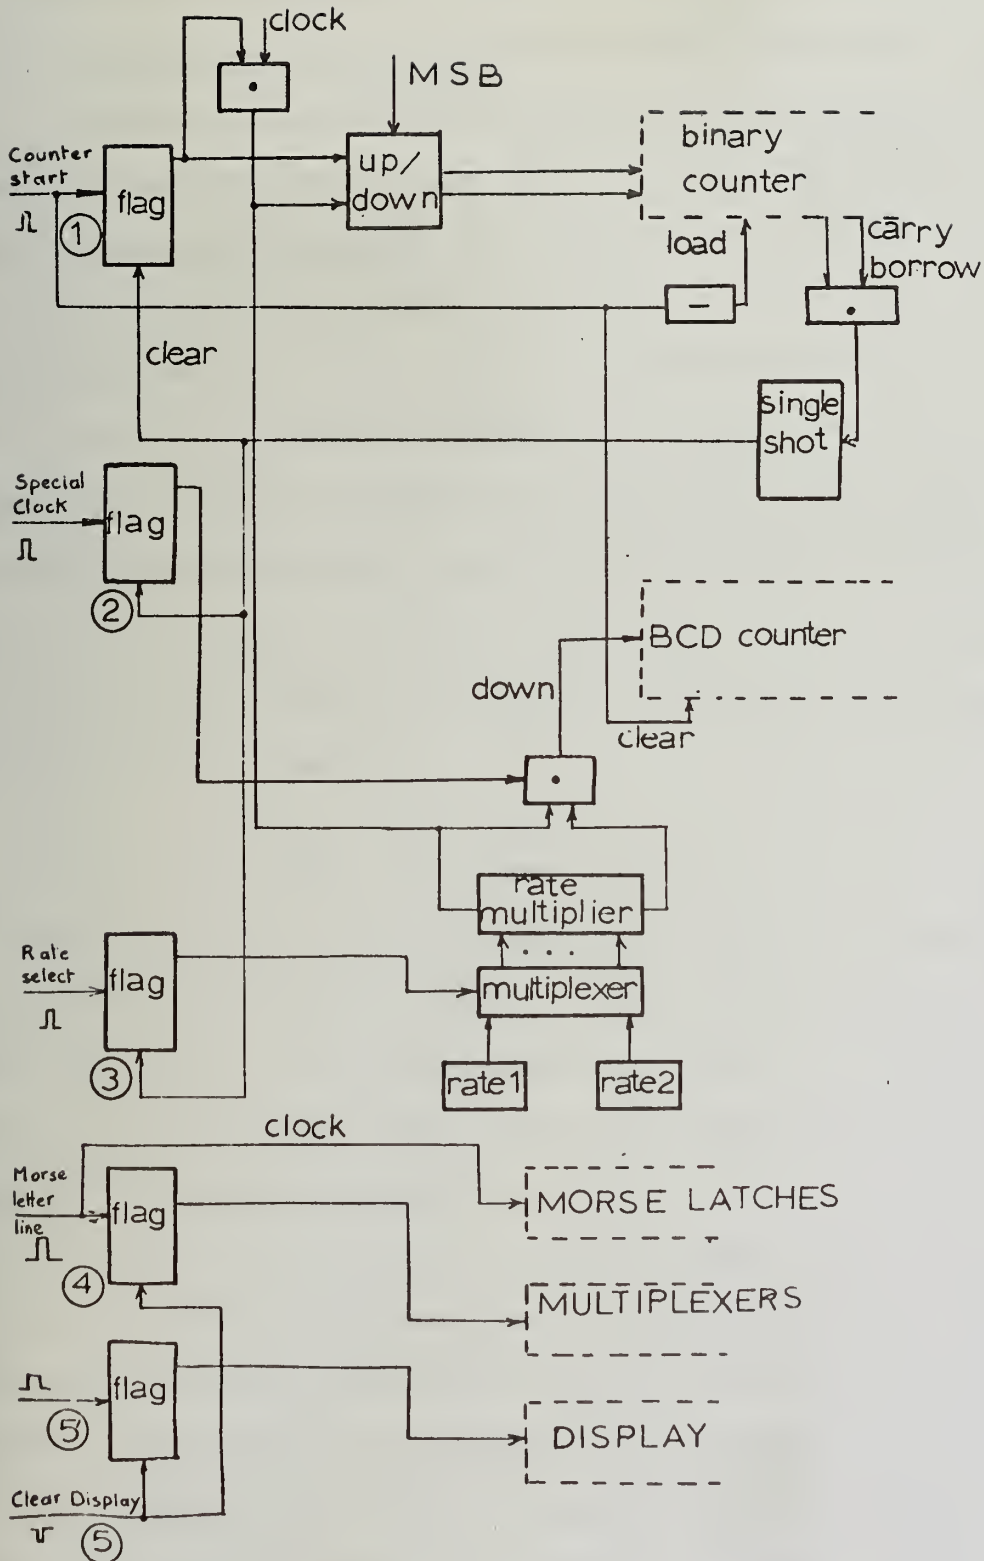 clock
MSB
Counter
start
flag
1
up/
down
binary
counter
load
carry
borrow
clear
single
shot
Special
Clock
flag
2
BCD counter
down
clear
rate
multiplier
Rate
select
flag
multiplexer
3
rate1
rate2
clock
Morse
letter
line
flag
MORSE LATCHES
4
MULTIPLEXERS
flag
5'
DISPLAY
Clear Display
5